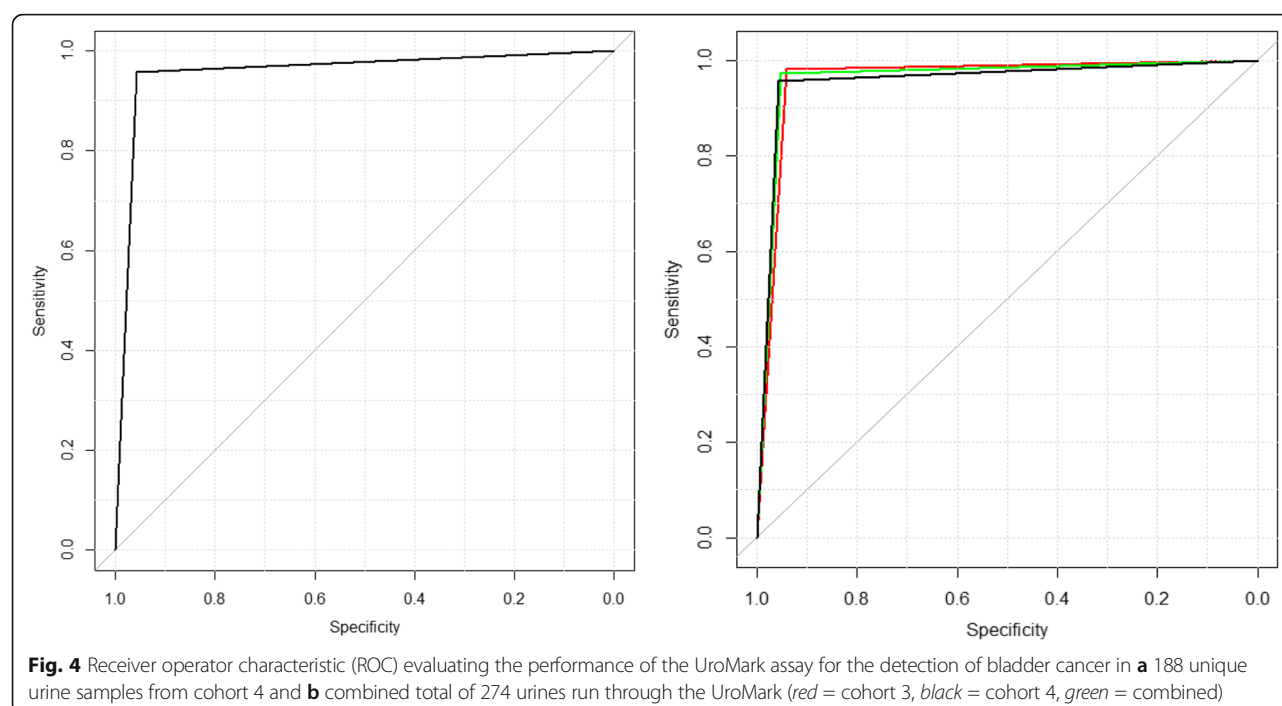 1.0
0.8
0.6
0.4
0.2
0.0
Sensitivity
1.0 0.8 0.6 0.4 0.2 0.0
Specificity
1.0
0.8
0.6
0.4
0.2
0.0
Sensitivity
1.0 0.8 0.6 0.4 0.2 0.0
Specificity
Fig. 4 Receiver operator characteristic (ROC) evaluating the performance of the UroMark assay for the detection of bladder cancer in a 188 unique
urine samples from cohort 4 and b combined total of 274 urines run through the UroMark (red = cohort 3, black = cohort 4, green = combined)